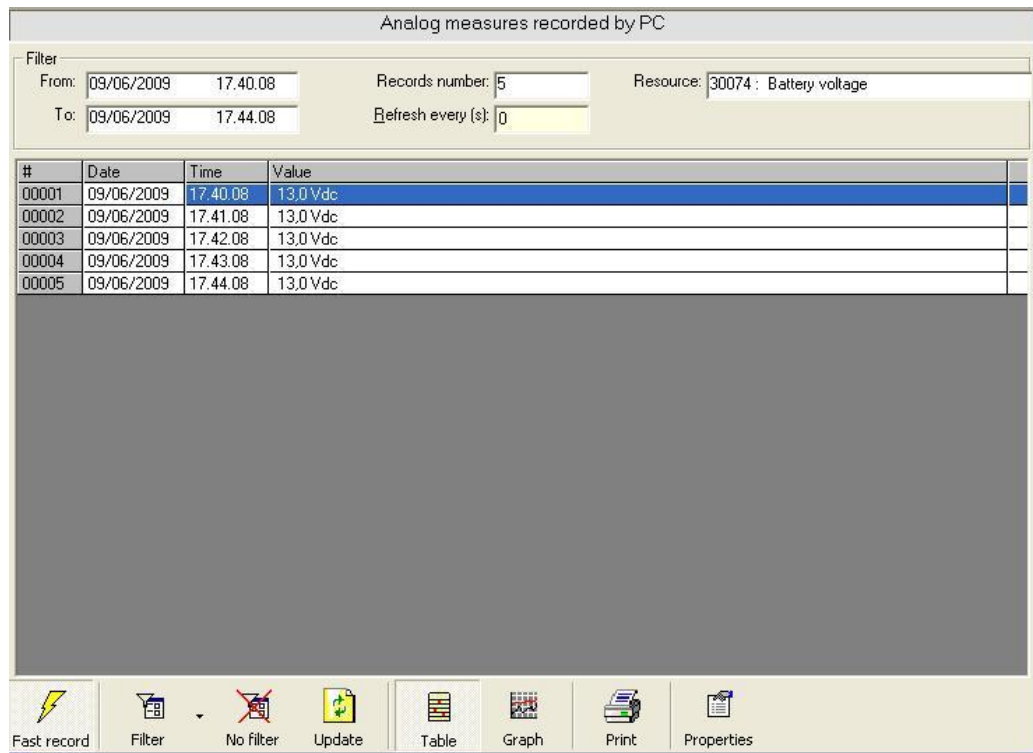 Analog measures recorded by PC
Filter
From: 09/06/2009 17.40.08 Records number: 5 Resource: 30074 : Battery voltage
To: 09/06/2009 17.44.08 Refresh every (s): 0
# Date Time Value
00001 09/06/2009 17.40.08 13,0 Vdc
00002 09/06/2009 17.41.08 13,0 Vdc
00003 09/06/2009 17.42.08 13,0 Vdc
00004 09/06/2009 17.43.08 13,0 Vdc
00005 09/06/2009 17.44.08 13,0 Vdc
Fast record Filter No filter Update Table Graph Print Properties